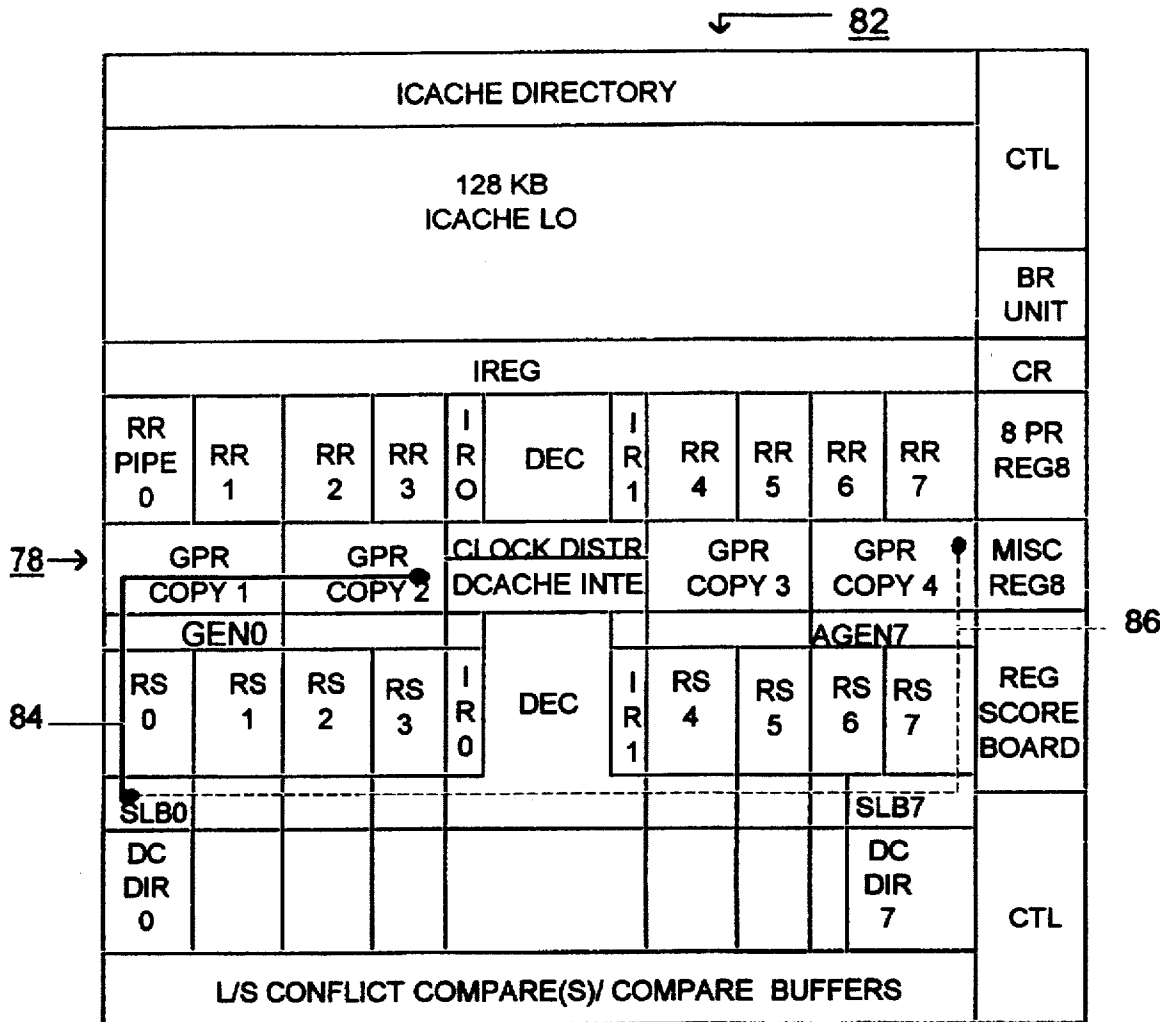 82
ICACHE DIRECTORY
CTL
128 KB
ICACHE LO
BR
UNIT
IREG
CR
RR
PIPE
0
RR
1
RR
2
RR
3
I
R
O
DEC
I
R
1
RR
4
RR
5
RR
6
RR
7
8 PR
REG8
78
GPR
COPY 1
GPR
COPY 2
CLOCK DISTR
DCACHE INTE
GPR
COPY 3
GPR
COPY 4
MISC
REG8
GEN0
AGEN7
86
84
RS
0
RS
1
RS
2
RS
3
I
R
0
DEC
I
R
1
RS
4
RS
5
RS
6
RS
7
REG
SCORE
BOARD
SLB0
SLB7
DC
DIR
0
DC
DIR
7
CTL
L/S CONFLICT COMPARE(S)/ COMPARE BUFFERS